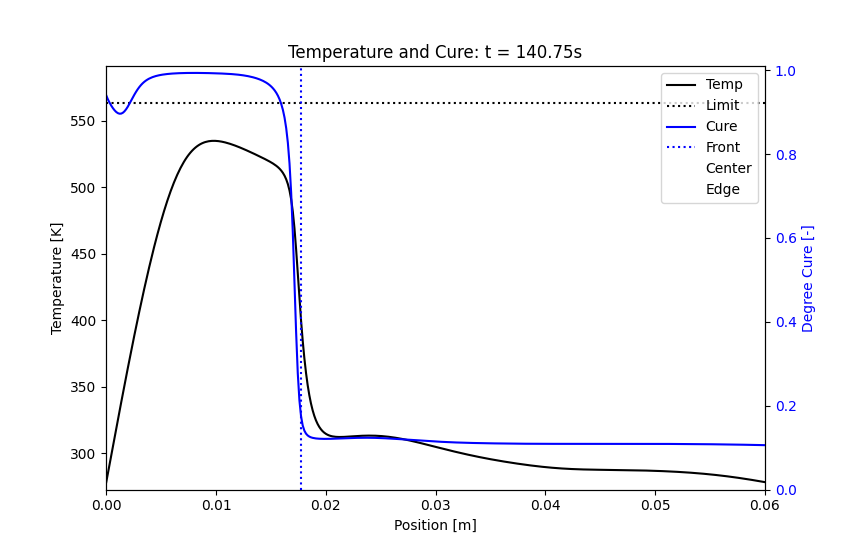 Temperature and Cure: t = 140.75s
Temp
Limit
Cure
Front
Center
Edge
550
500
450
400
350
300
Temperature [K]
1.0
0.8
0.6
0.4
0.2
0.0
Degree Cure [-]
0.00 0.01 0.02 0.03 0.04 0.05 0.06
Position [m]